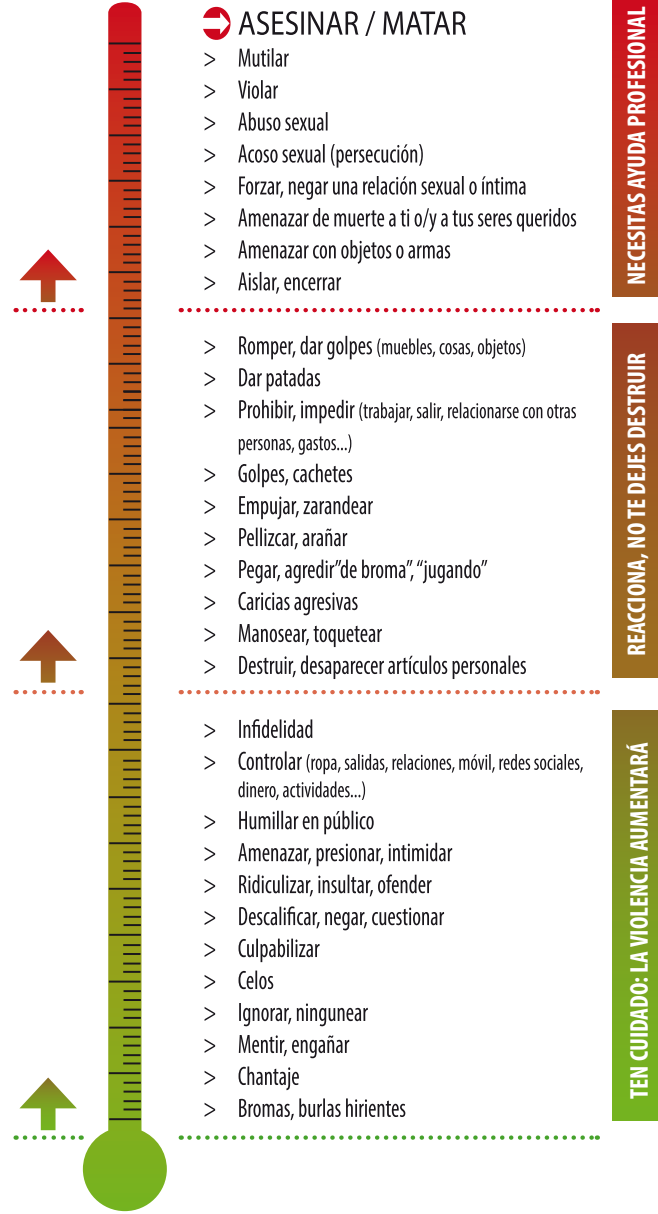 ASESINAR / MATAR
> Mutilar
> Violar
> Abuso sexual
> Acoso sexual (persecución)
> Forzar, negar una relación sexual o íntima
> Amenazar de muerte a ti o/y a tus seres queridos
> Amenazar con objetos o armas
> Aislar, encerrar
NECESITAS AYUDA PROFESIONAL
> Romper, dar golpes (muebles, cosas, objetos)
> Dar patadas
> Prohibir, impedir (trabajar, salir, relacionarse con otras
personas, gastos...)
> Golpes, cachetes
> Empujar, zarandear
> Pellizcar, arañar
> Pegar, agredir”de broma”, “jugando”
> Caricias agresivas
> Manosear, toquetear
> Destruir, desaparecer artículos personales
REACCIONA, NO TE DEJES DESTRUIR
> Infidelidad
> Controlar (ropa, salidas, relaciones, móvil, redes sociales,
dinero, actividades...)
> Humillar en público
> Amenazar, presionar, intimidar
> Ridiculizar, insultar, ofender
> Descalificar, negar, cuestionar
> Culpabilizar
> Celos
> Ignorar, ningunear
> Mentir, engañar
> Chantaje
> Bromas, burlas hirientes
TEN CUIDADO: LA VIOLENCIA AUMENTARÁ